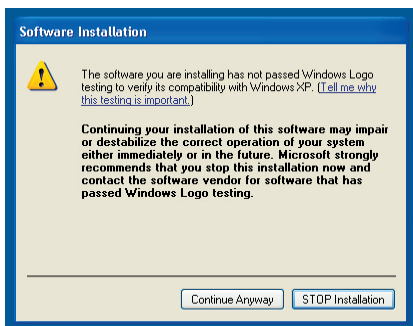 Software Installation
The software you are installing has not passed Windows Logo
testing to verify its compatibility with Windows XP. (Tell me why
this testing is important.)
Continuing your installation of this software may impair
or destabilize the correct operation of your system
either immediately or in the future. Microsoft strongly
recommends that you stop this installation now and
contact the software vendor for software that has
passed Windows Logo testing.
Continue Anyway
STOP Installation